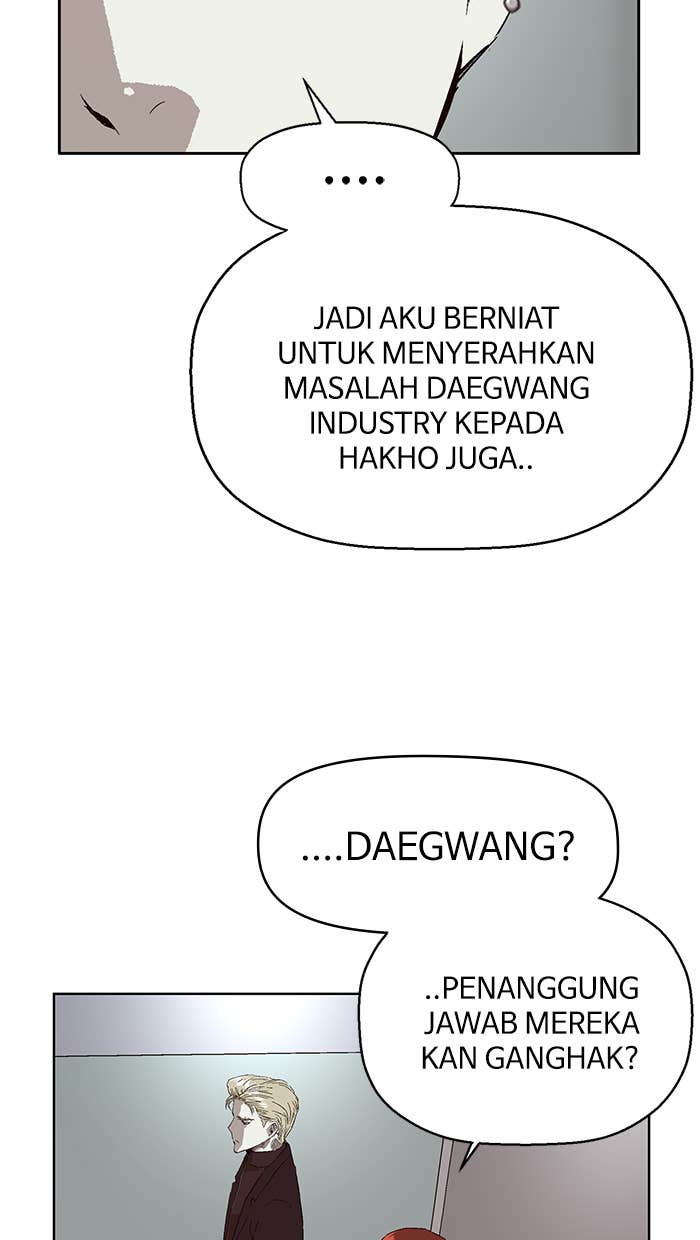 ....
JADI AKU BERNIAT
UNTUK MENYERAHKAN
MASALAH DAEGWANG
INDUSTRY KEPADA
HAKHO JUGA..
....DAEGWANG?
..PENANGGUNG
JAWAB MEREKA
KAN GANGHAK?